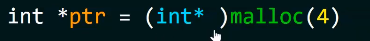 int *ptr = (int* )malloc(4)